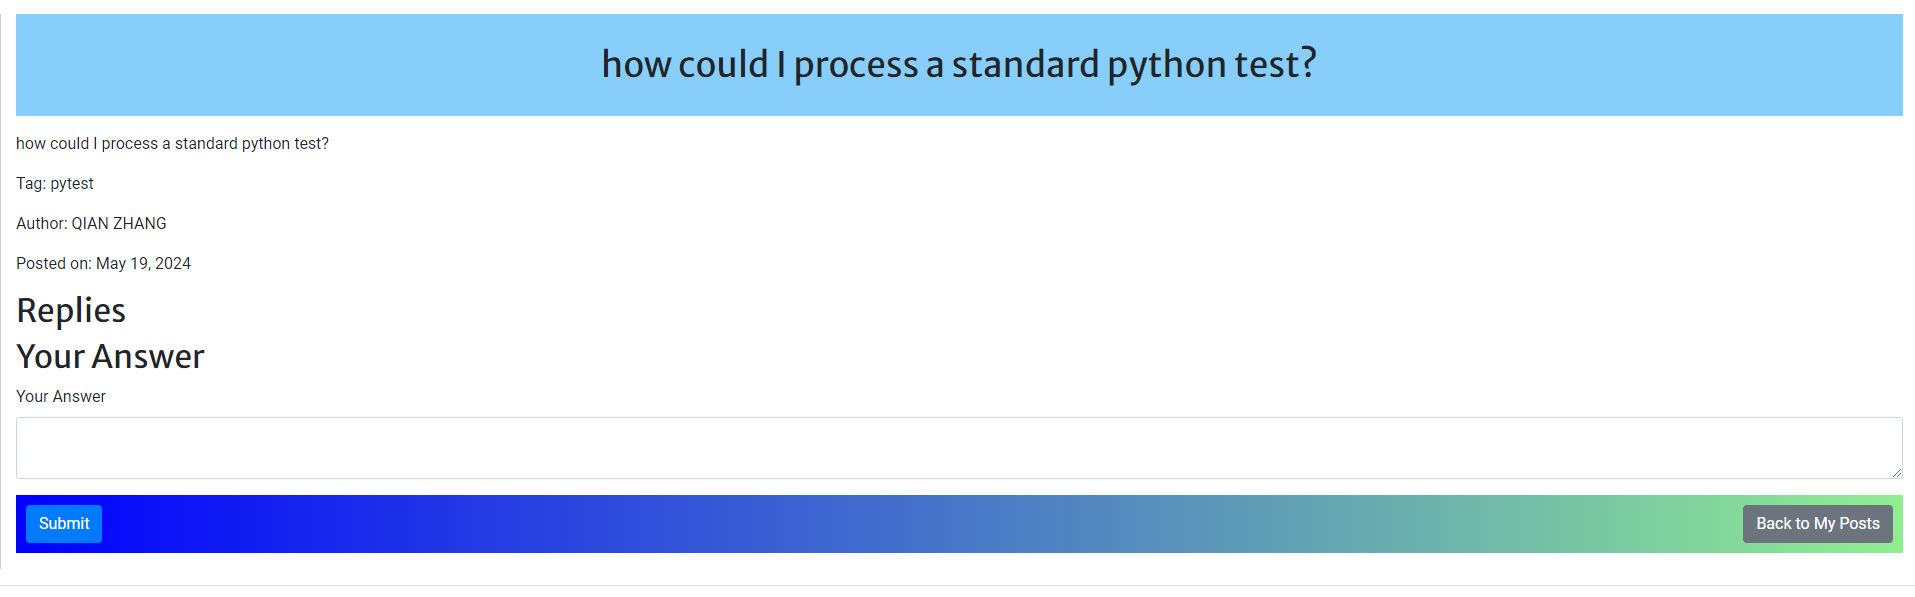 how could I process a standard python test?
how could I process a standard python test?
Tag: pytest
Author: QIAN ZHANG
Posted on: May 19, 2024
Replies
Your Answer
Your Answer
Submit
Back to My Posts